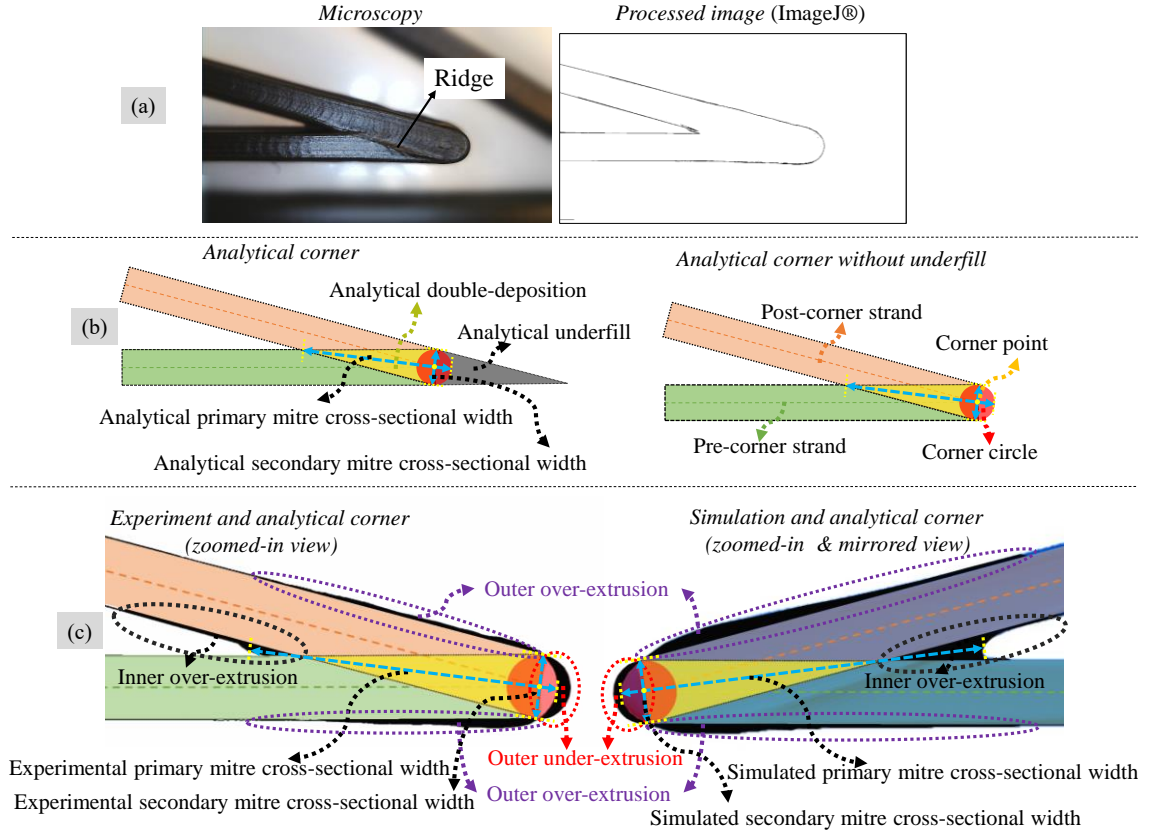 Microscopy
Processed image (ImageJ®)
(a)
Ridge
Analytical corner
Analytical corner without underfill
(b)
Analytical double-deposition
Analytical underfill
Analytical primary mitre cross-sectional width
Analytical secondary mitre cross-sectional width
Post-corner strand
Corner point
Pre-corner strand
Corner circle
Experiment and analytical corner
(zoomed-in view)
Simulation and analytical corner
(zoomed-in & mirrored view)
(c)
Outer over-extrusion
Inner over-extrusion
Inner over-extrusion
Outer under-extrusion
Experimental primary mitre cross-sectional width
Experimental secondary mitre cross-sectional width
Outer over-extrusion
Simulated primary mitre cross-sectional width
Simulated secondary mitre cross-sectional width